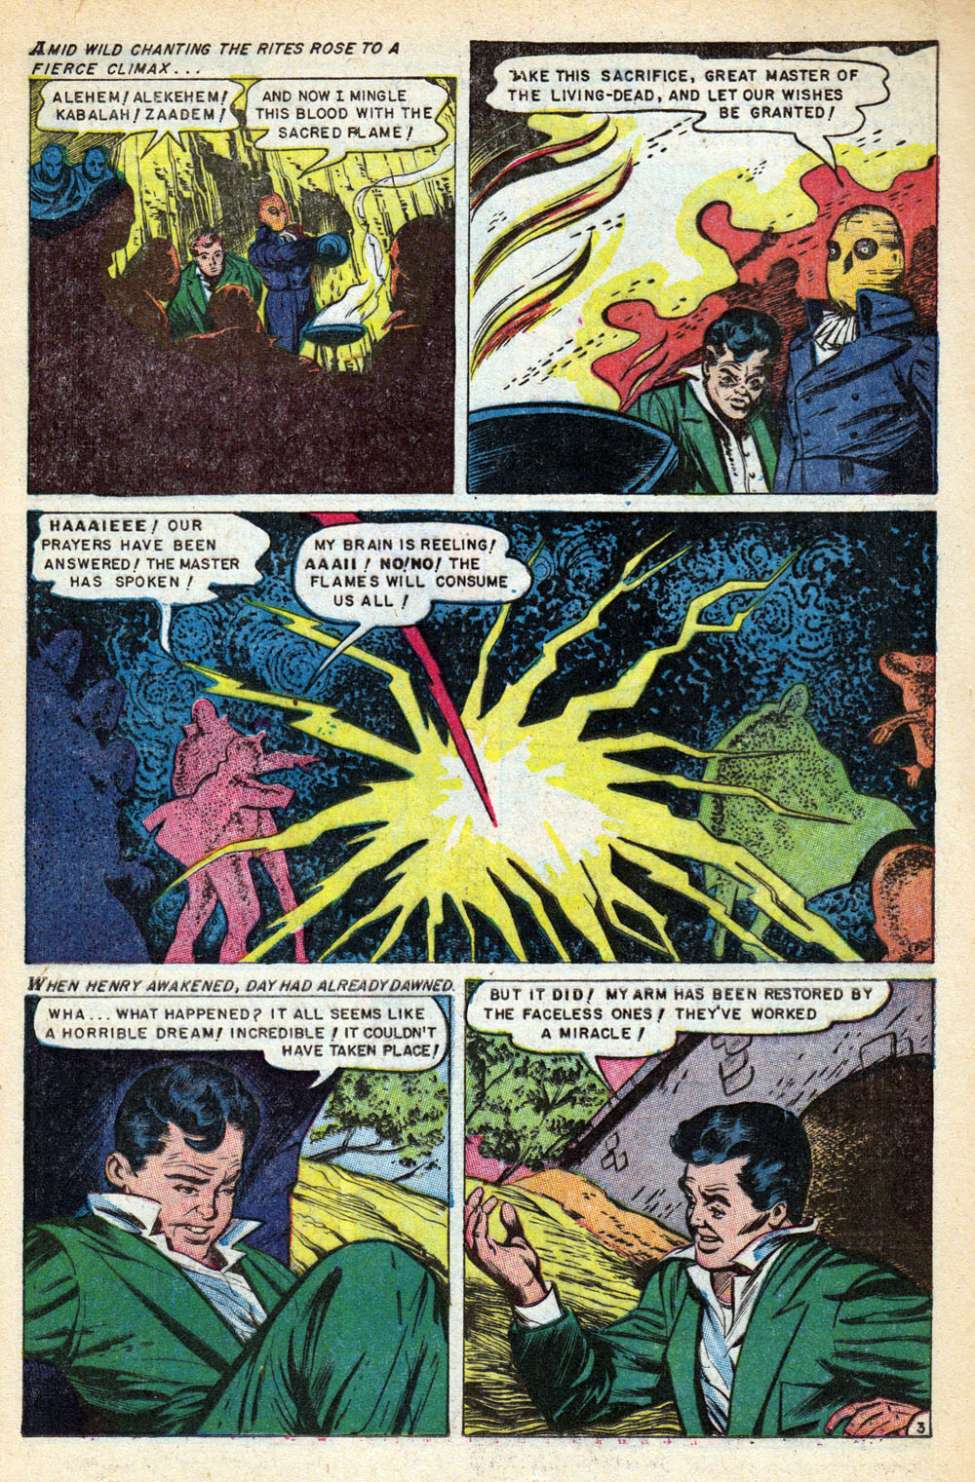 AMID WILD CHANTING THE RITES ROSE TO A
FIERCE CLIMAX...
ALEHEM! ALEKEHEM!
KABALAH! ZAADEM!
AND NOW I MINGLE
THIS BLOOD WITH THE
SACRED FLAME!
TAKE THIS SACRIFICE, GREAT MASTER OF
THE LIVING-DEAD, AND LET OUR WISHES
BE GRANTED!
HAAAIEEE! OUR
PRAYERS HAVE BEEN
ANSWERED! THE MASTER
HAS SPOKEN!
MY BRAIN IS REELING!
AAAII! NO! NO! THE
FLAMES WILL CONSUME
US ALL!
WHEN HENRY AWAKENED, DAY HAD ALREADY DAWNED.
WHA... WHAT HAPPENED? IT ALL SEEMS LIKE
A HORRIBLE DREAM! INCREDIBLE! IT COULDN'T
HAVE TAKEN PLACE!
BUT IT DID! MY ARM HAS BEEN RESTORED BY
THE FACELESS ONES! THEY'VE WORKED
A MIRACLE!
3